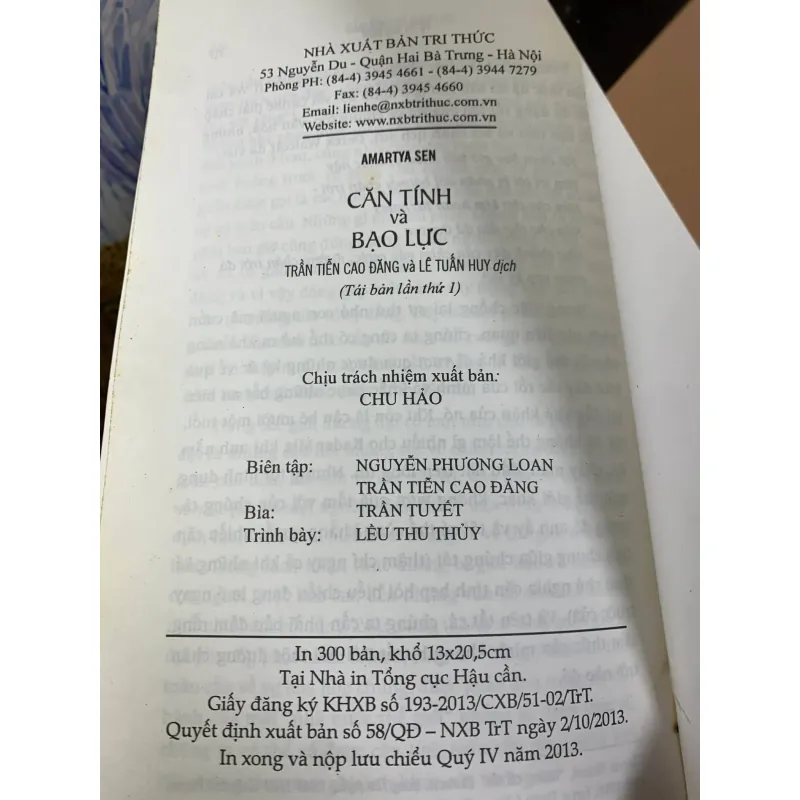 NHÀ XUẤT BẢN TRI THỨC
53 Nguyễn Du - Quận Hai Bà Trưng - Hà Nội
Phòng PH: (84-4) 3945 4661 - (84-4) 3944 7279
Fax: (84-4) 3945 4660
Email: lienhe@nxbtrithuc.com.vn
Website: www.nxbtrithuc.com.vn
AMARTYA SEN
CĂN TÍNH
và
BẠO LỰC
TRẦN TIỄN CAO ĐĂNG và LÊ TUẤN HUY dịch
(Tái bản lần thứ 1)
Chịu trách nhiệm xuất bản:
CHU HẢO
Biên tập: NGUYỄN PHƯƠNG LOAN
TRẦN TIỄN CAO ĐĂNG
Bìa: TRẦN TUYẾT
Trình bày: LỀU THU THỦY
In 300 bản, khổ 13x20,5cm
Tại Nhà in Tổng cục Hậu cần.
Giấy đăng ký KHXB số 193-2013/CXB/51-02/TrT.
Quyết định xuất bản số 58/QĐ – NXB TrT ngày 2/10/2013.
In xong và nộp lưu chiểu Quý IV năm 2013.